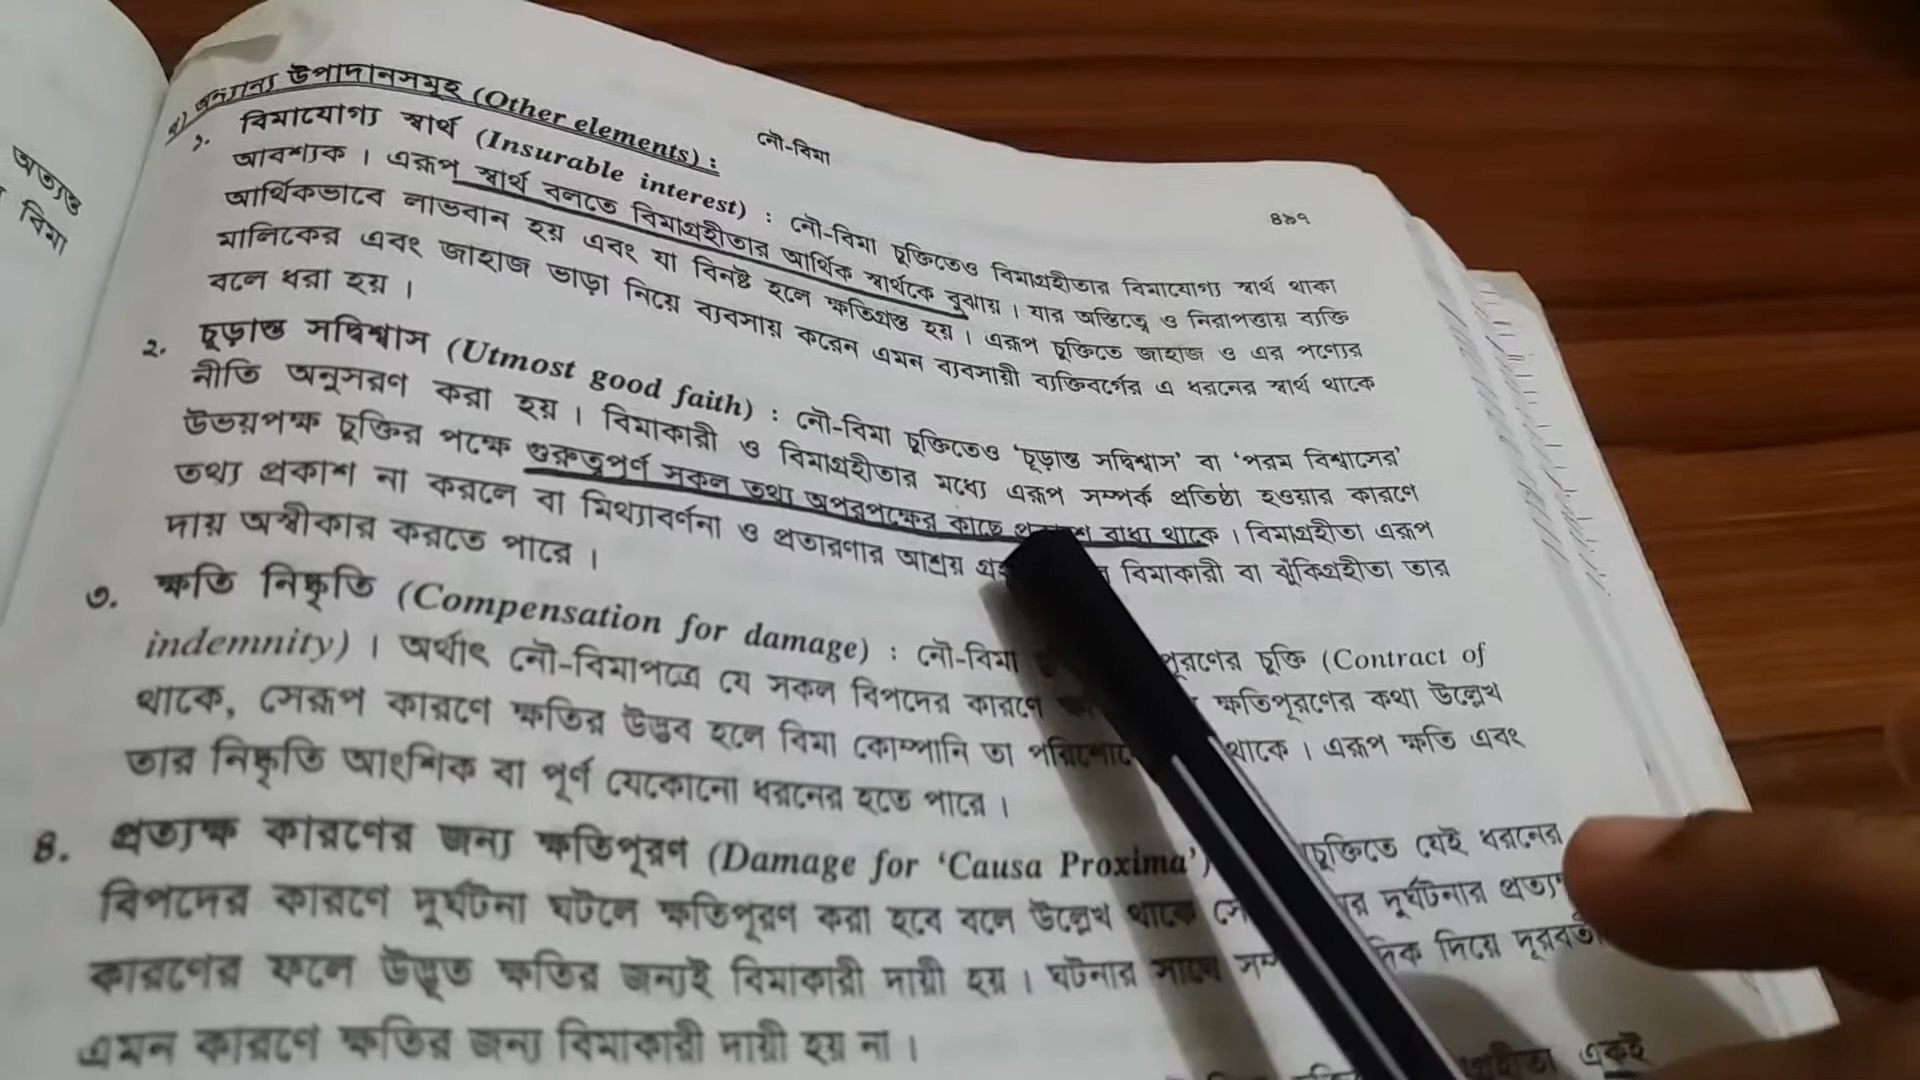 নৌ-বিমা
৪৯৭
অন্যান্য উপাদানসমূহ (Other elements) :
১. বিমাযোগ্য স্বার্থ (Insurable interest) : নৌ-বিমা চুক্তিতেও বিমাগ্রহীতার বিমাযোগ্য স্বার্থ থাকা
আবশ্যক। এরূপ স্বার্থ বলতে বিমাগ্রহীতার আর্থিক স্বার্থকে বুঝায়। যার অস্তিত্বে ও নিরাপত্তায় ব্যক্তি
আর্থিকভাবে লাভবান হয় এবং যা বিনষ্ট হলে ক্ষতিগ্রস্ত হয়। এরূপ চুক্তিতে জাহাজ ও এর পণ্যের
মালিকের এবং জাহাজ ভাড়া নিয়ে ব্যবসায় করেন এমন ব্যবসায়ী ব্যক্তিবর্গের এ ধরনের স্বার্থ থাকে
বলে ধরা হয়।
২. চূড়ান্ত সদ্বিশ্বাস (Utmost good faith) : নৌ-বিমা চুক্তিতেও ‘চূড়ান্ত সদ্বিশ্বাস’ বা ‘পরম বিশ্বাসের’
নীতি অনুসরণ করা হয়। বিমাকারী ও বিমাগ্রহীতার মধ্যে এরূপ সম্পর্ক প্রতিষ্ঠা হওয়ার কারণে
উভয়পক্ষ চুক্তির পক্ষে গুরুত্বপূর্ণ সকল তথ্য অপরপক্ষের কাছে প্রকাশে বাধ্য থাকে। বিমাগ্রহীতা এরূপ
তথ্য প্রকাশ না করলে বা মিথ্যাবর্ণনা ও প্রতারণার আশ্রয় বিমাকারী বা ঝুঁকিগ্রহীতা তার
দায় অস্বীকার করতে পারে।
৩. ক্ষতি নিষ্কৃতি (Compensation for damage) : নৌ-বিমা পূরণের চুক্তি (Contract of
indemnity)। অর্থাৎ নৌ-বিমাপত্রে যে সকল বিপদের কারণে ক্ষতিপূরণের কথা উল্লেখ
থাকে, সেরূপ কারণে ক্ষতির উদ্ভব হলে বিমা কোম্পানি তা থাকে। এরূপ ক্ষতি এবং
তার নিষ্কৃতি আংশিক বা পূর্ণ যেকোনো ধরনের হতে পারে।
৪. প্রত্যক্ষ কারণের জন্য ক্ষতিপূরণ (Damage for ‘Causa Proxima’) চুক্তিতে যেই ধরনের
বিপদের কারণে দুর্ঘটনা ঘটলে ক্ষতিপূরণ করা হবে বলে উল্লেখ থাকে দুর্ঘটনার
কারণের ফলে উদ্ভূত ক্ষতির জন্যই বিমাকারী দায়ী হয়। ঘটনার সাথে দিক দিয়ে
এমন কারণে ক্ষতির জন্য বিমাকারী দায়ী হয় না।
একই
অত্যন্ত
বিমা